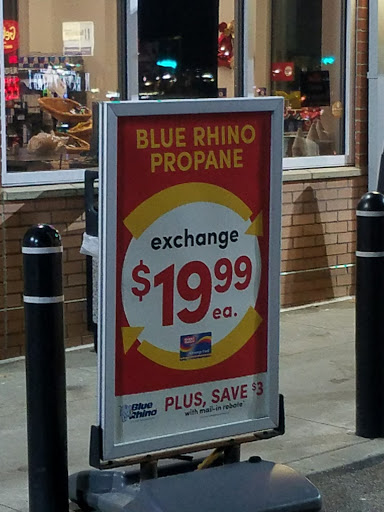 BLUE RHINO
PROPANE
exchange
$19.99
ea.
Blue
Rhino
PLUS, SAVE $3
with mail-in rebate*